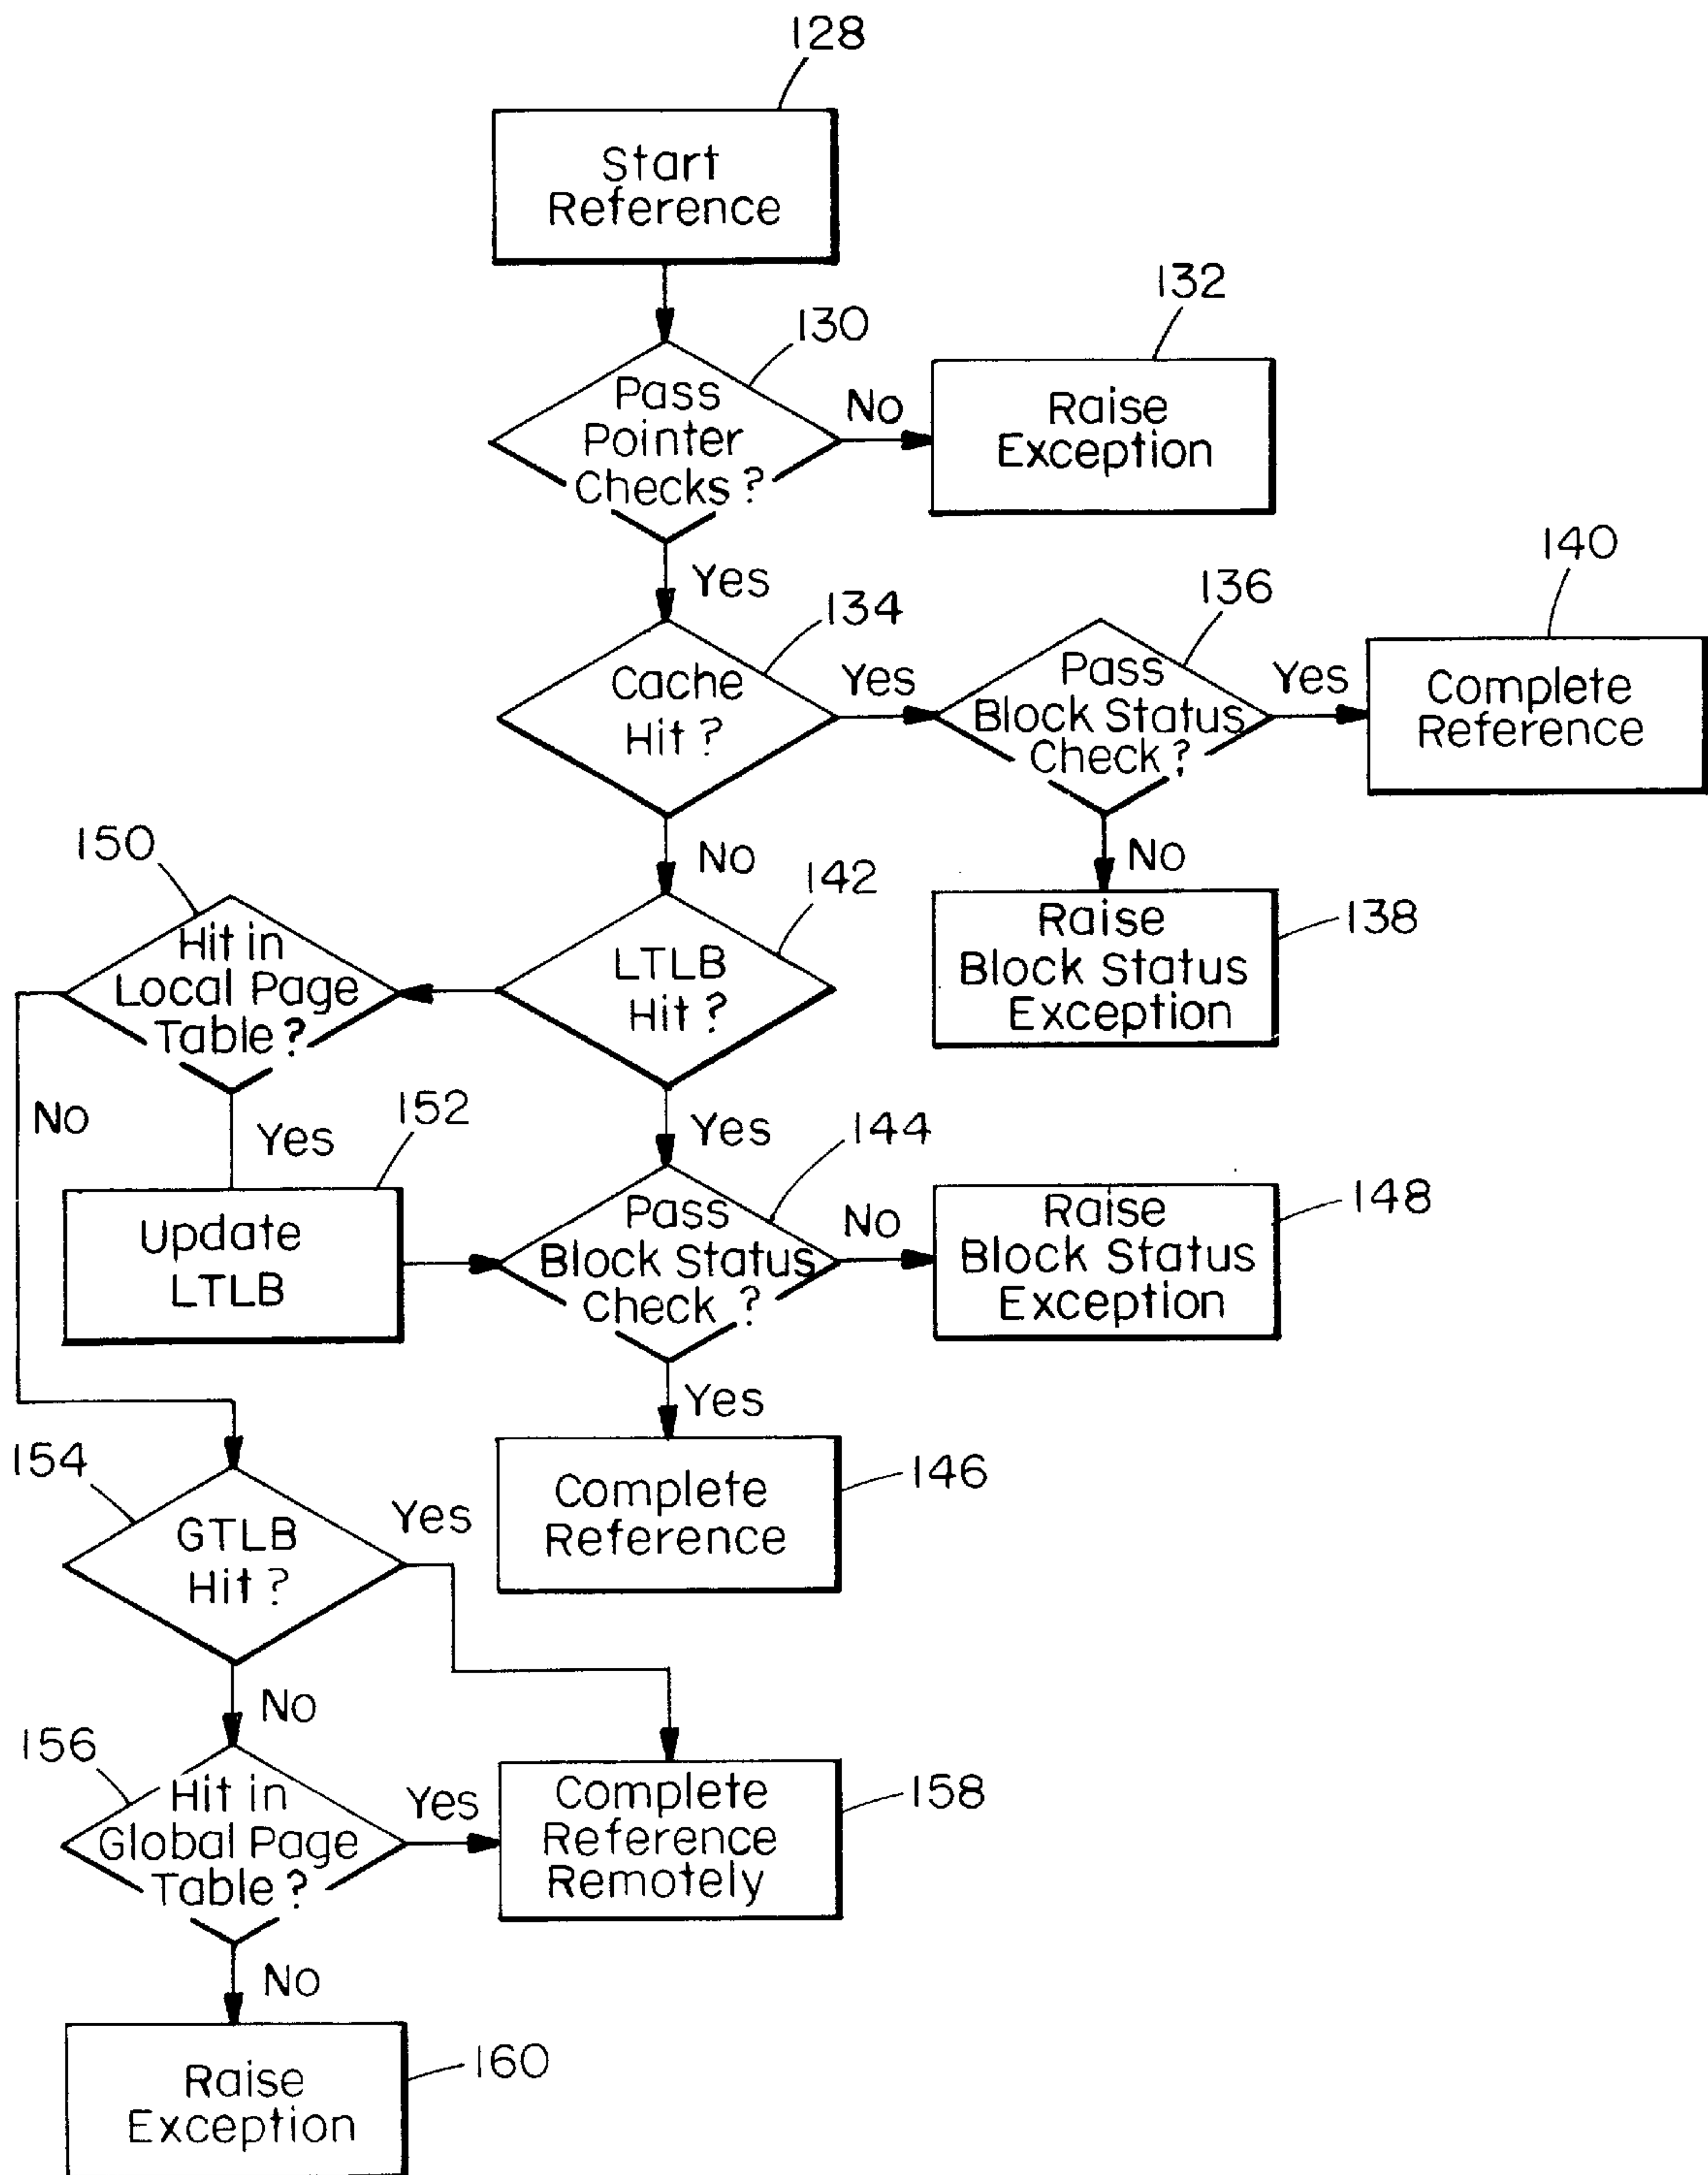 128
Start
Reference
130
132
Pass
Pointer
Checks ?
No
Raise
Exception
Yes
134
136
140
Cache
Hit ?
Yes
Pass
Block Status
Check ?
Yes
Complete
Reference
No
150
No
142
Raise
Block Status
Exception
138
Hit in
Local Page
Table ?
LTLB
Hit ?
No
Yes
152
Yes
144
Update
LTLB
Pass
Block Status
Check ?
No
Raise
Block Status
Exception
148
Yes
154
Complete
Reference
146
GTLB
Hit ?
Yes
No
156
Hit in
Global Page
Table ?
Yes
Complete
Reference
Remotely
158
No
Raise
Exception
160